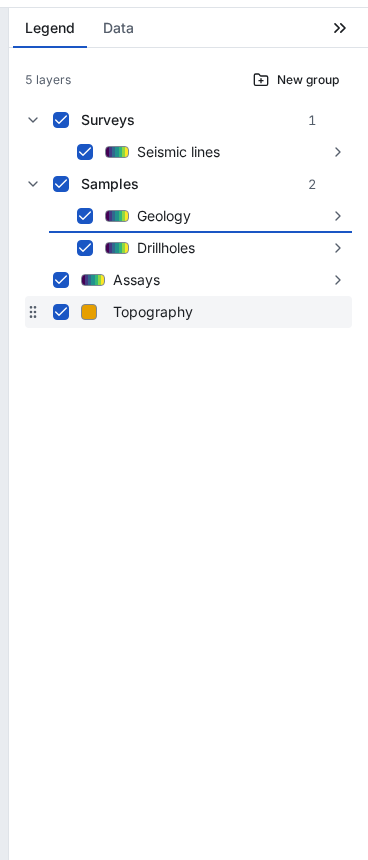 Legend Data
5 layers New group
Surveys 1
Seismic lines
Samples 2
Geology
Drillholes
Assays
Topography